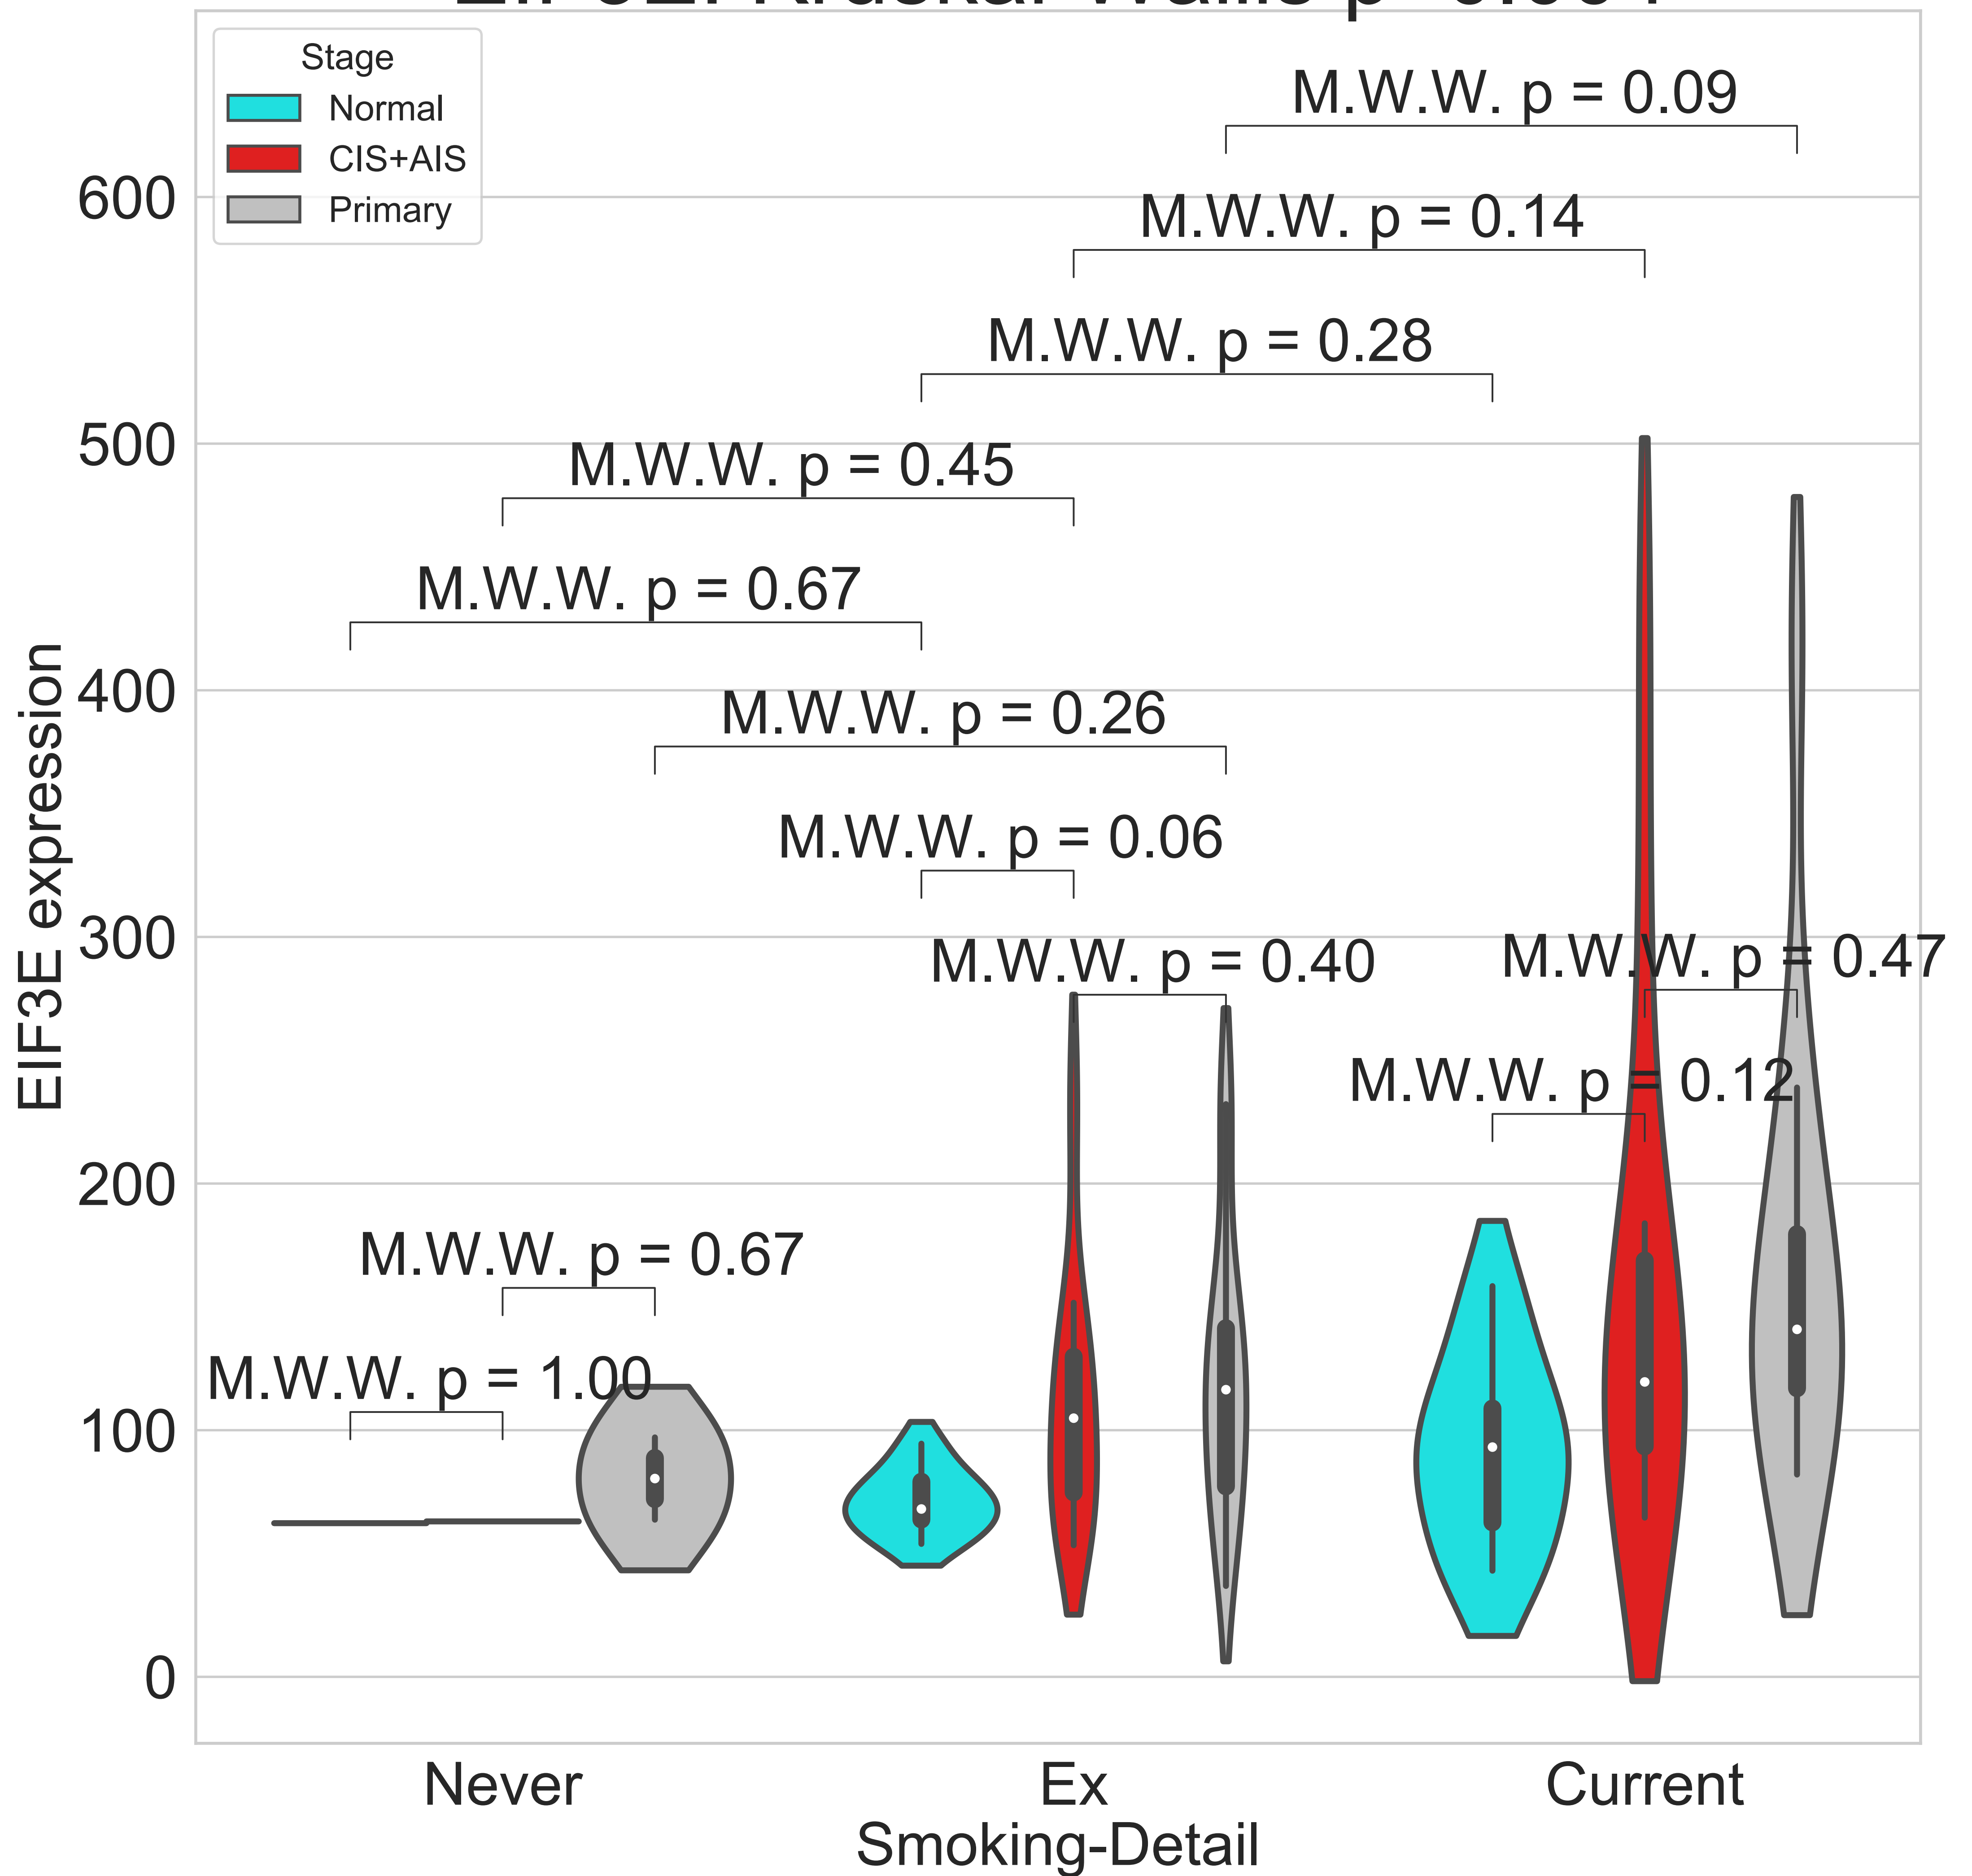 Stage
Normal
CIS+AIS
Primary
M.W.W. p = 0.09
600
M.W.W. p = 0.14
M.W.W. p = 0.28
500
M.W.W. p = 0.45
M.W.W. p = 0.67
400
M.W.W. p = 0.26
M.W.W. p = 0.06
300
M.W.W. p = 0.40
M.W.W. p = 0.47
M.W.W. p = 0.12
200
M.W.W. p = 0.67
M.W.W. p = 1.00
100
0
EIF3E expression
Never
Ex
Current
Smoking-Detail